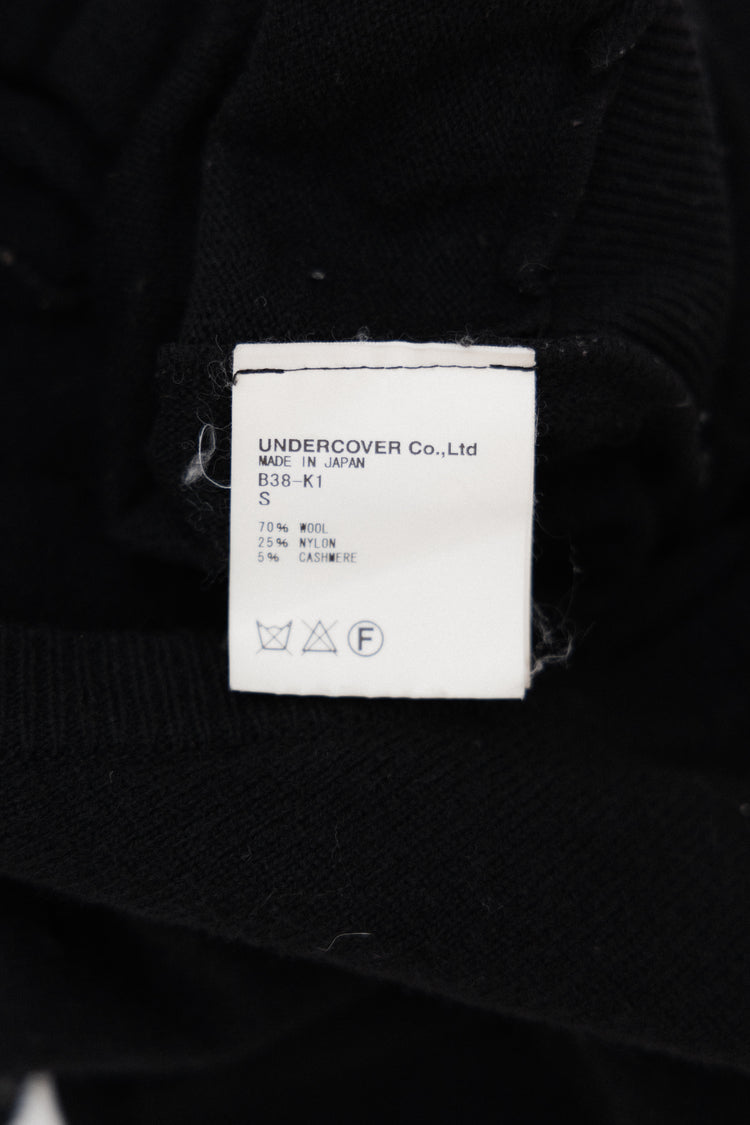 UNDERCOVER Co.,Ltd
MADE IN JAPAN
B38-K1
S
70% WOOL
25% NYLON
5% CASHMERE
F